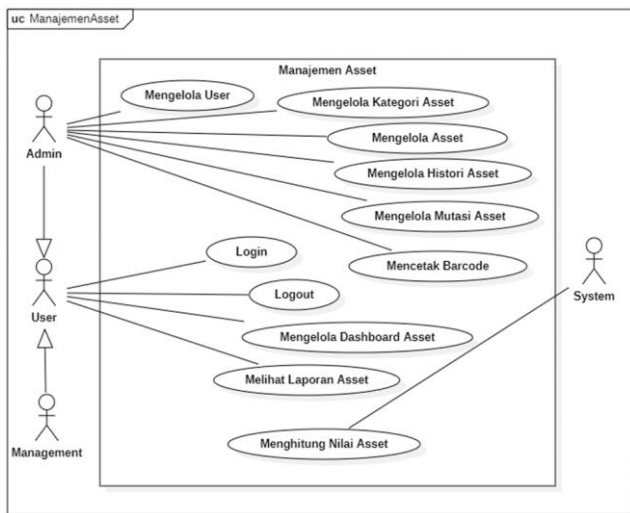 uc ManajemenAsset
Manajemen Asset
Mengelola User
Mengelola Kategori Asset
Admin
Mengelola Asset
Mengelola Histori Asset
Mengelola Mutasi Asset
Login
Mencetak Barcode
User
Logout
System
Mengelola Dashboard Asset
Melihat Laporan Asset
Menghitung Nilai Asset
Management